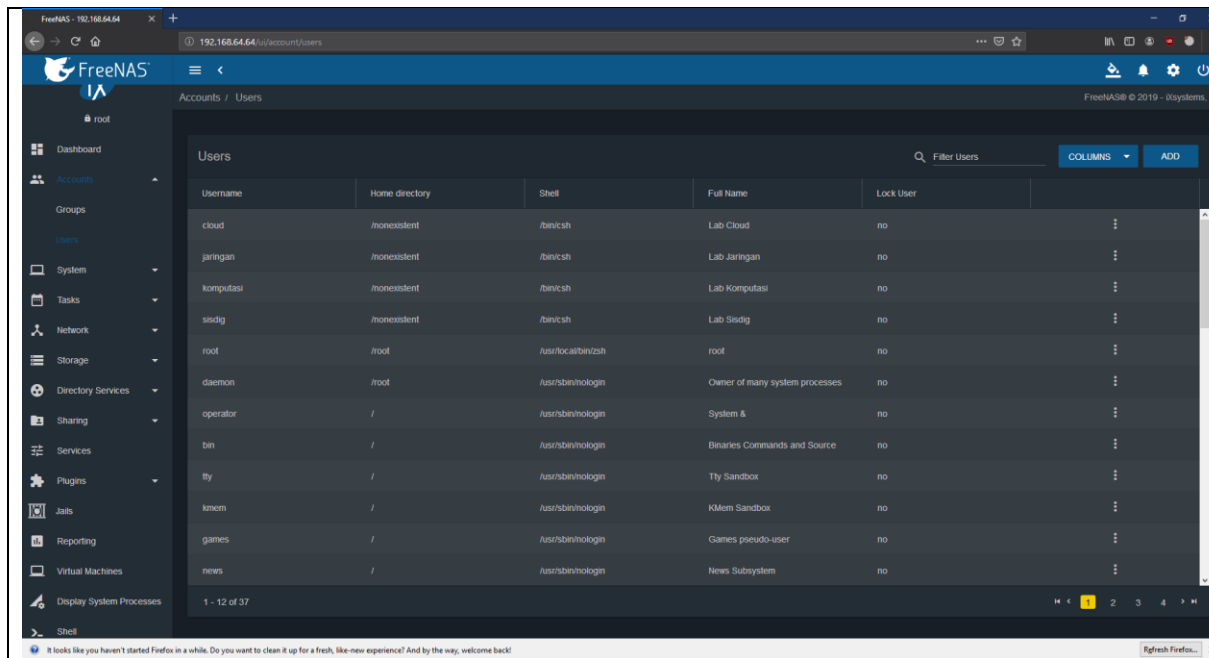 FreeNAS - 192.168.64.64
192.168.64.64/ui/account/users
FreeNAS
Accounts / Users
FreeNAS® © 2019 - iXsystems,
root
Dashboard
Accounts
Groups
Users
System
Tasks
Network
Storage
Directory Services
Sharing
Services
Plugins
Jails
Reporting
Virtual Machines
Display System Processes
Shell
Users Filter Users COLUMNS ADD
Username Home directory Shell Full Name Lock User
cloud /nonexistent /bin/csh Lab Cloud no
jaringan /nonexistent /bin/csh Lab Jaringan no
komputasi /nonexistent /bin/csh Lab Komputasi no
sisdig /nonexistent /bin/csh Lab Sisdig no
root /root /usr/local/bin/zsh root no
daemon /root /usr/sbin/nologin Owner of many system processes no
operator / /usr/sbin/nologin System & no
bin / /usr/sbin/nologin Binaries Commands and Source no
tty / /usr/sbin/nologin Tty Sandbox no
kmem / /usr/sbin/nologin KMem Sandbox no
games / /usr/sbin/nologin Games pseudo-user no
news / /usr/sbin/nologin News Subsystem no
1 - 12 of 37 1 2 3 4
It looks like you haven't started Firefox in a while. Do you want to clean it up for a fresh, like-new experience? And by the way, welcome back! Refresh Firefox...